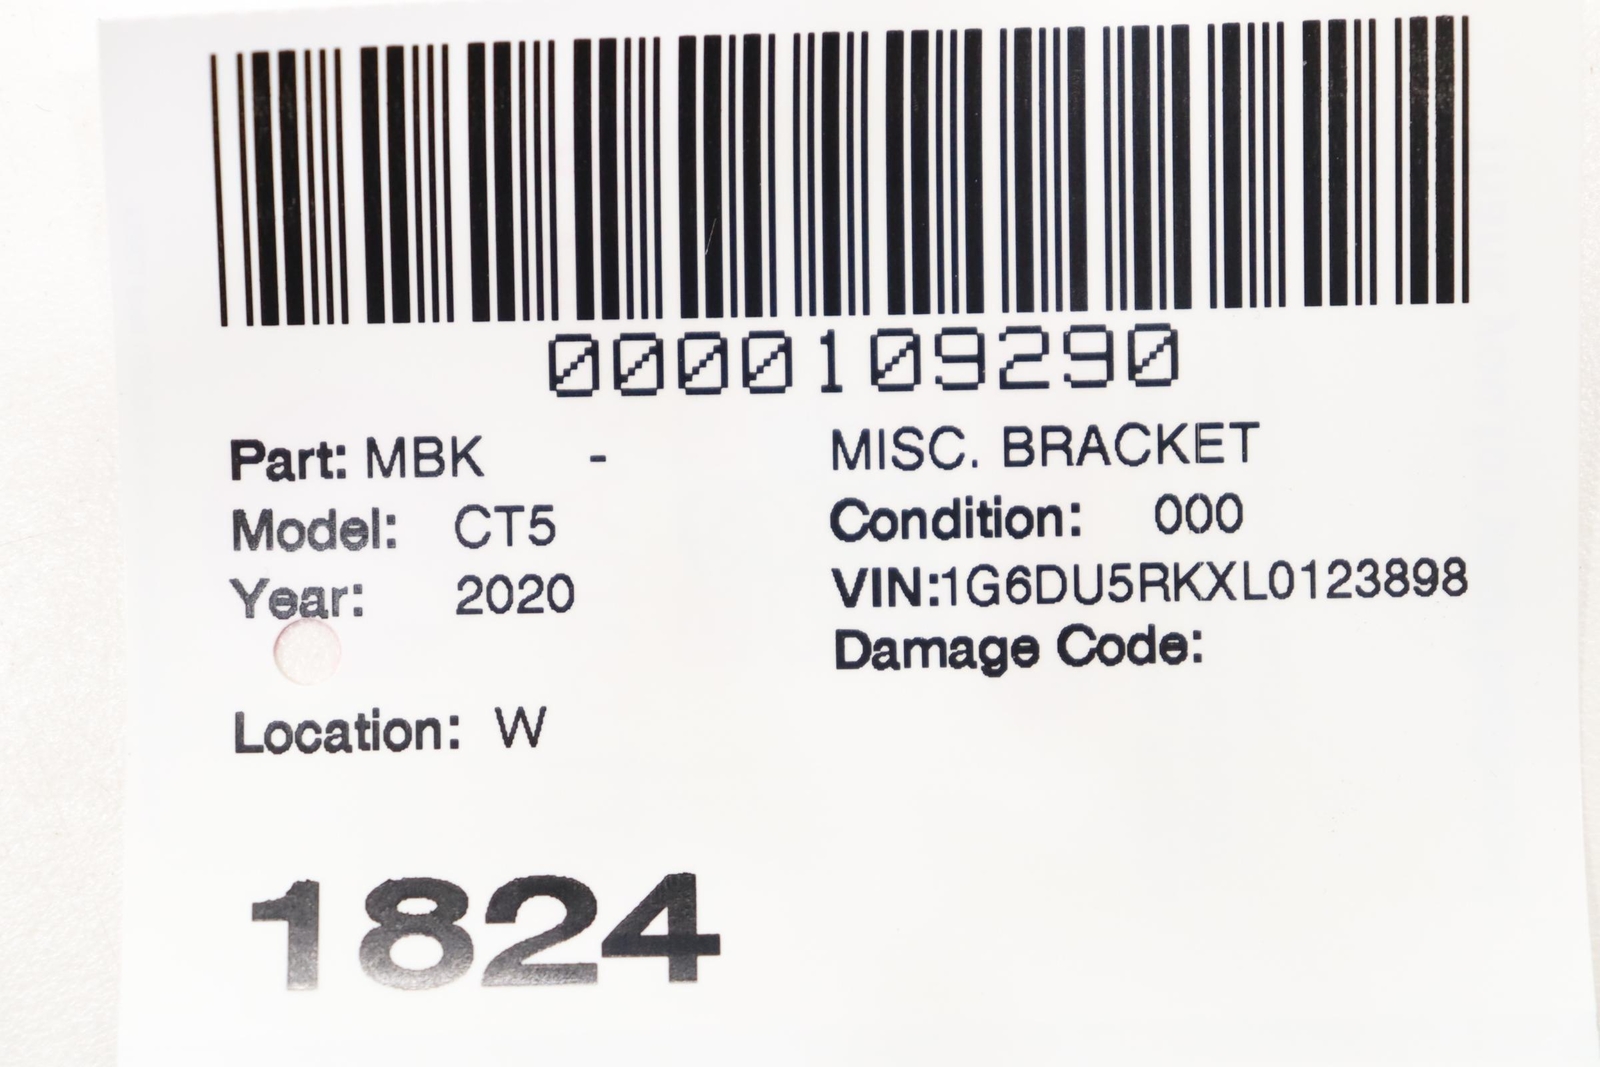 0000109290
Part: MBK - MISC. BRACKET
Model: CT5 Condition: 000
Year: 2020 VIN:1G6DU5RKXL0123898
Damage Code:
Location: W
1824